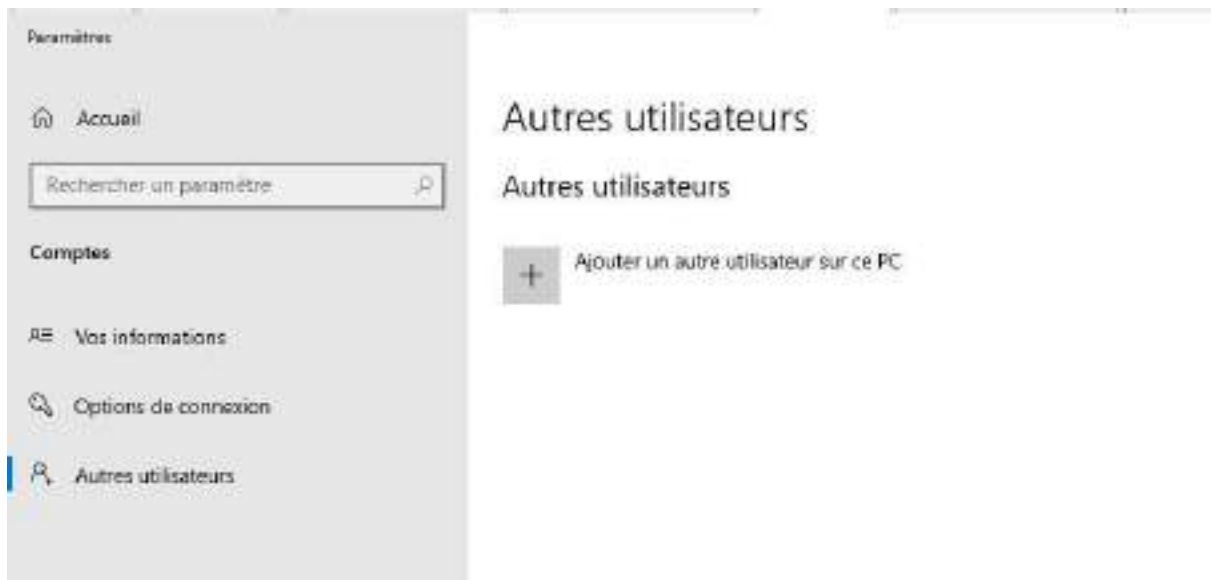 Paramètres
Accueil
Rechercher un paramètre
Comptes
Vos informations
Options de connexion
Autres utilisateurs
Autres utilisateurs
Autres utilisateurs
Ajouter un autre utilisateur sur ce PC